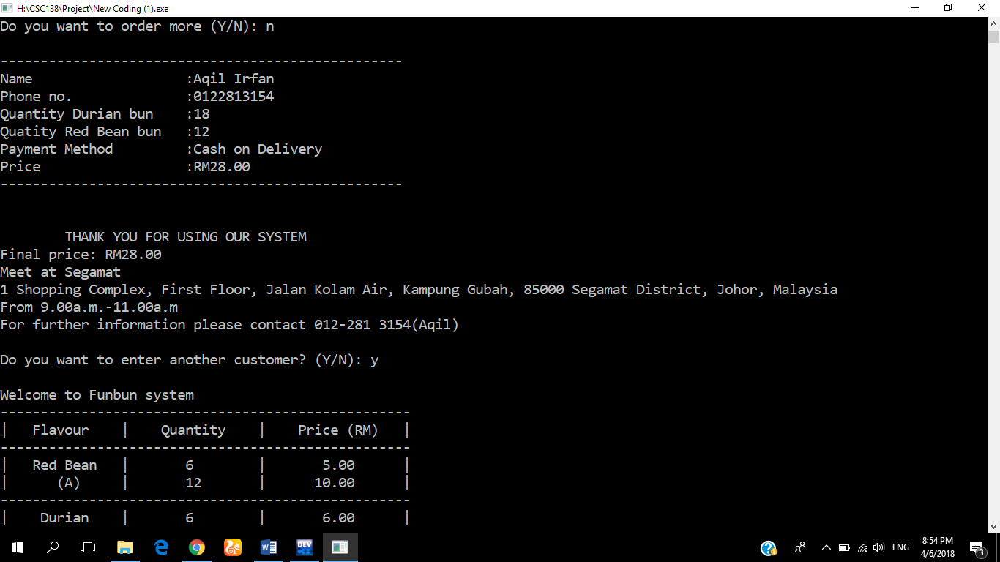 H:\CSC138\Project\New Coding (1).exe
Do you want to order more (Y/N): n
--------------------------------------------------
Name :Aqil Irfan
Phone no. :0122813154
Quantity Durian bun :18
Quatity Red Bean bun :12
Payment Method :Cash on Delivery
Price :RM28.00
--------------------------------------------------
THANK YOU FOR USING OUR SYSTEM
Final price: RM28.00
Meet at Segamat
1 Shopping Complex, First Floor, Jalan Kolam Air, Kampung Gubah, 85000 Segamat District, Johor, Malaysia
From 9.00a.m.-11.00a.m
For further information please contact 012-281 3154(Aqil)
Do you want to enter another customer? (Y/N): y
Welcome to Funbun system
---------------------------------------------------
| Flavour | Quantity | Price (RM) |
---------------------------------------------------
| Red Bean | 6 | 5.00 |
| (A) | 12 | 10.00 |
---------------------------------------------------
| Durian | 6 | 6.00 |
DEV
ENG
8:54 PM
4/6/2018
3